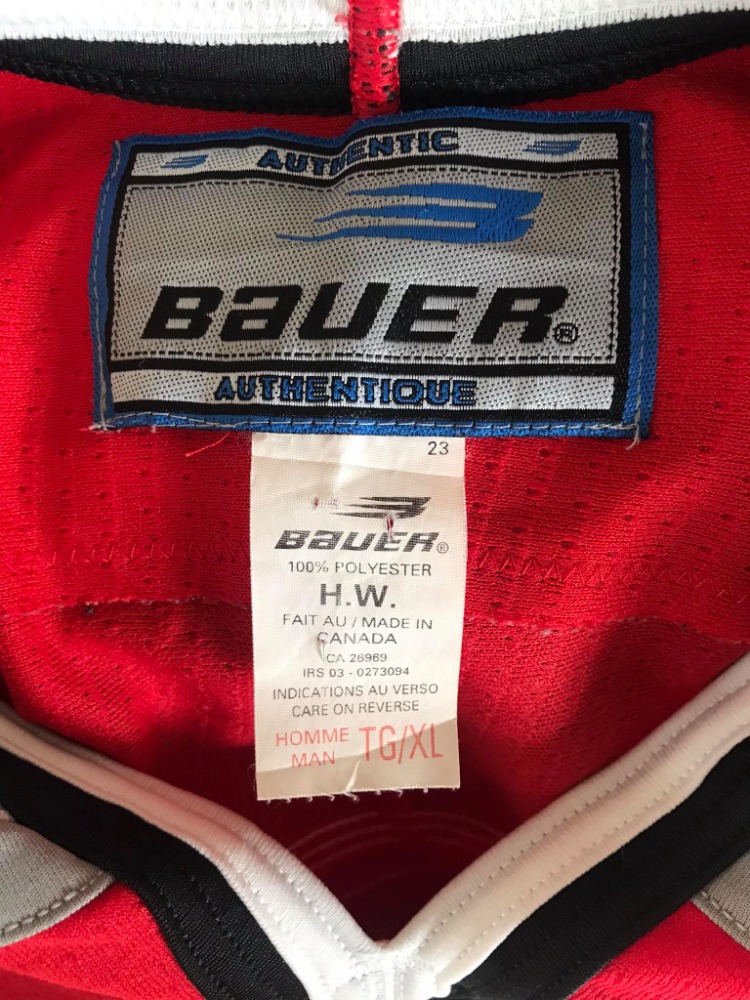 AUTHENTIC
BAUER®
AUTHENTIQUE
23
BAUER®
100% POLYESTER
H.W.
FAIT AU / MADE IN
CANADA
CA 26969
IRS 03 - 0273094
INDICATIONS AU VERSO
CARE ON REVERSE
HOMME TG/XL
MAN